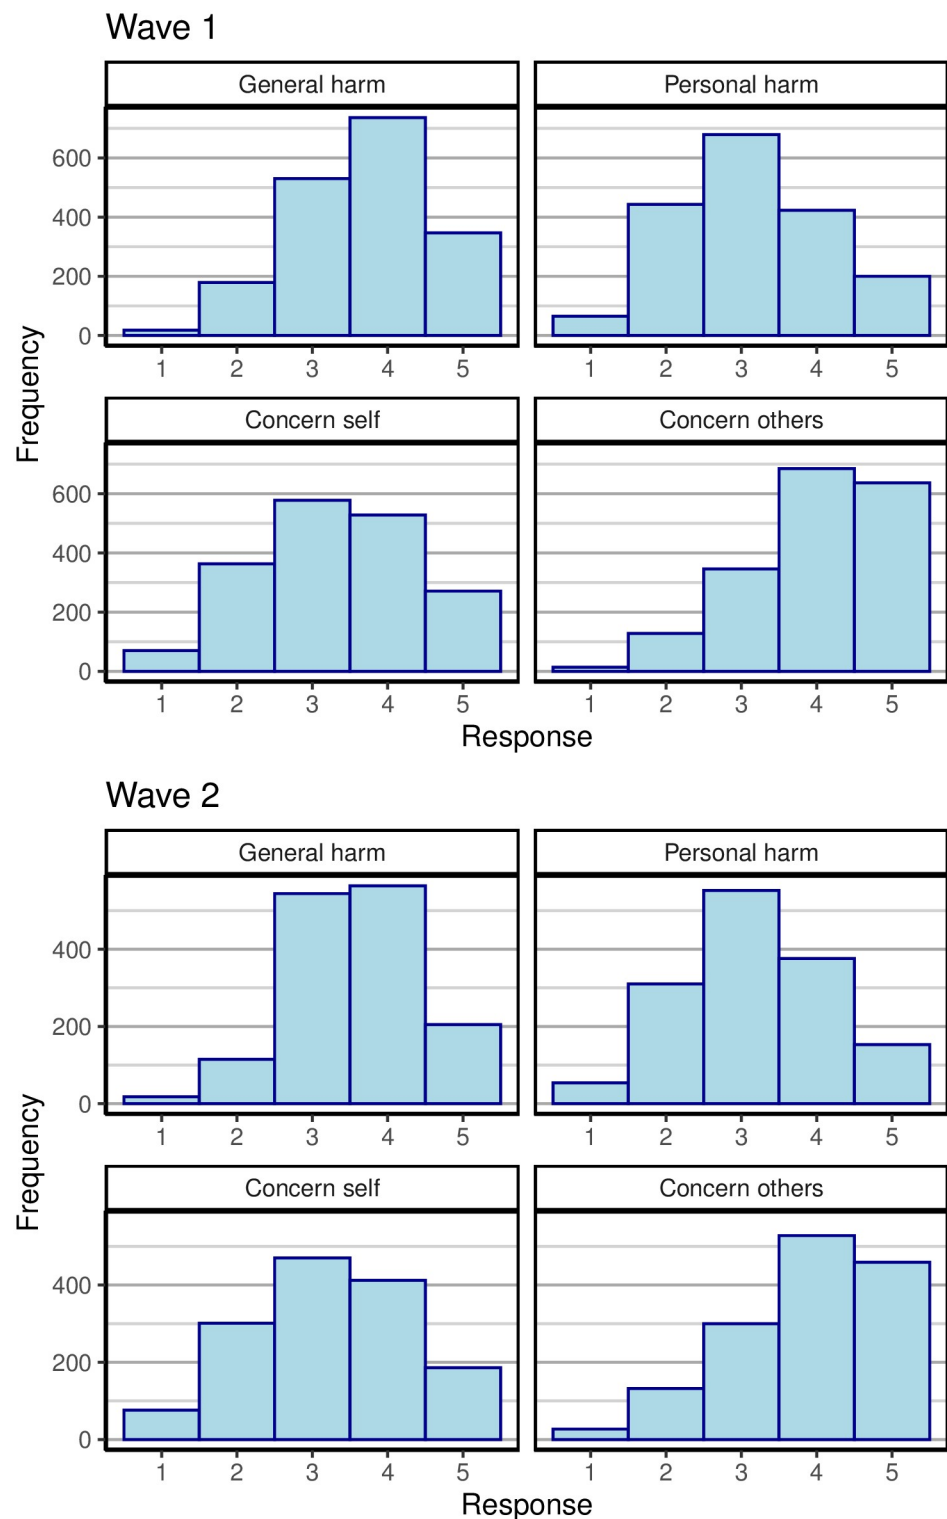 Wave 1
General harm Personal harm
600
400
200
0
1 2 3 4 5 1 2 3 4 5
Concern self Concern others
600
400
200
0
1 2 3 4 5 1 2 3 4 5
Frequency
Response
Wave 2
General harm Personal harm
400
200
0
1 2 3 4 5 1 2 3 4 5
Concern self Concern others
400
200
0
1 2 3 4 5 1 2 3 4 5
Frequency
Response